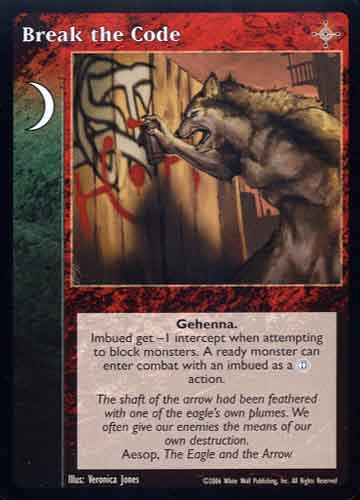 Break the Code
Gehenna.
Imbued get –1 intercept when attempting
to block monsters. A ready monster can
enter combat with an imbued as a Ⓓ
action.
The shaft of the arrow had been feathered
with one of the eagle's own plumes. We
often give our enemies the means of our
own destruction.
Aesop, The Eagle and the Arrow
Illus: Veronica Jones
©2006 White Wolf Publishing, Inc. All Rights Reserved.